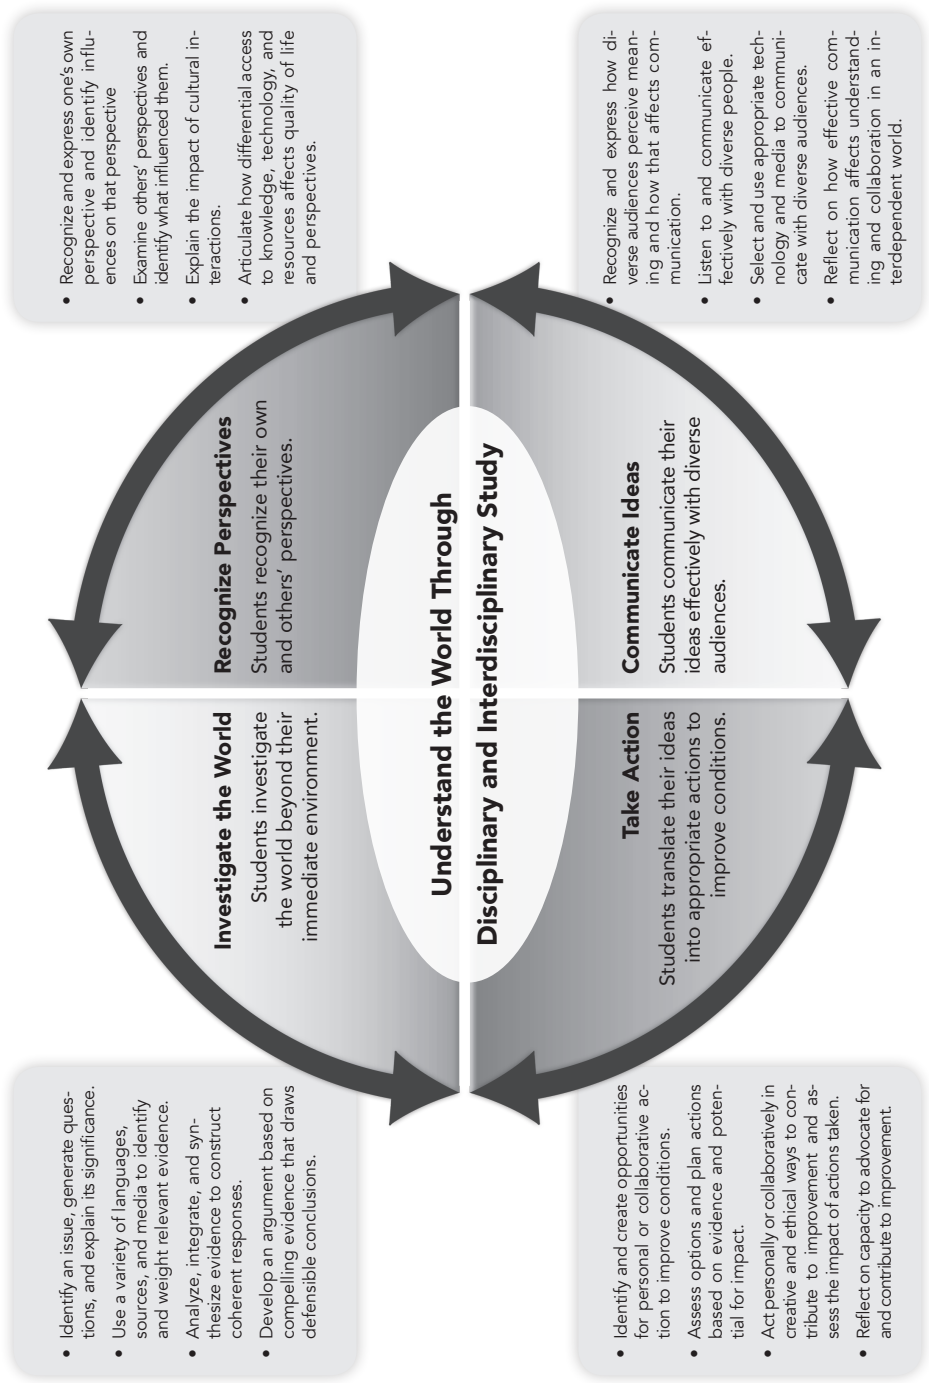 Identify an issue, generate ques-
tions, and explain its significance.
Use a variety of languages,
sources, and media to identify
and weight relevant evidence.
Analyze, integrate, and syn-
thesize evidence to construct
coherent responses.
Develop an argument based on
compelling evidence that draws
defensible conclusions.
Investigate the World
Students investigate
the world beyond their
immediate environment.
Recognize Perspectives
Students recognize their own
and others' perspectives.
Recognize and express one's own
perspective and identify influ-
ences on that perspective
Examine others' perspectives and
identify what influenced them.
Explain the impact of cultural in-
teractions.
Articulate how differential access
to knowledge, technology, and
resources affects quality of life
and perspectives.
Understand the World Through
Disciplinary and Interdisciplinary Study
Identify and create opportunities
for personal or collaborative ac-
tion to improve conditions.
Assess options and plan actions
based on evidence and poten-
tial for impact.
Act personally or collaboratively in
creative and ethical ways to con-
tribute to improvement and as-
sess the impact of actions taken.
Reflect on capacity to advocate for
and contribute to improvement.
Take Action
Students translate their ideas
into appropriate actions to
improve conditions.
Communicate Ideas
Students communicate their
ideas effectively with diverse
audiences.
Recognize and express how di-
verse audiences perceive mean-
ing and how that affects com-
munication.
Listen to and communicate ef-
fectively with diverse people.
Select and use appropriate tech-
nology and media to communi-
cate with diverse audiences.
Reflect on how effective com-
munication affects understand-
ing and collaboration in an in-
terdependent world.